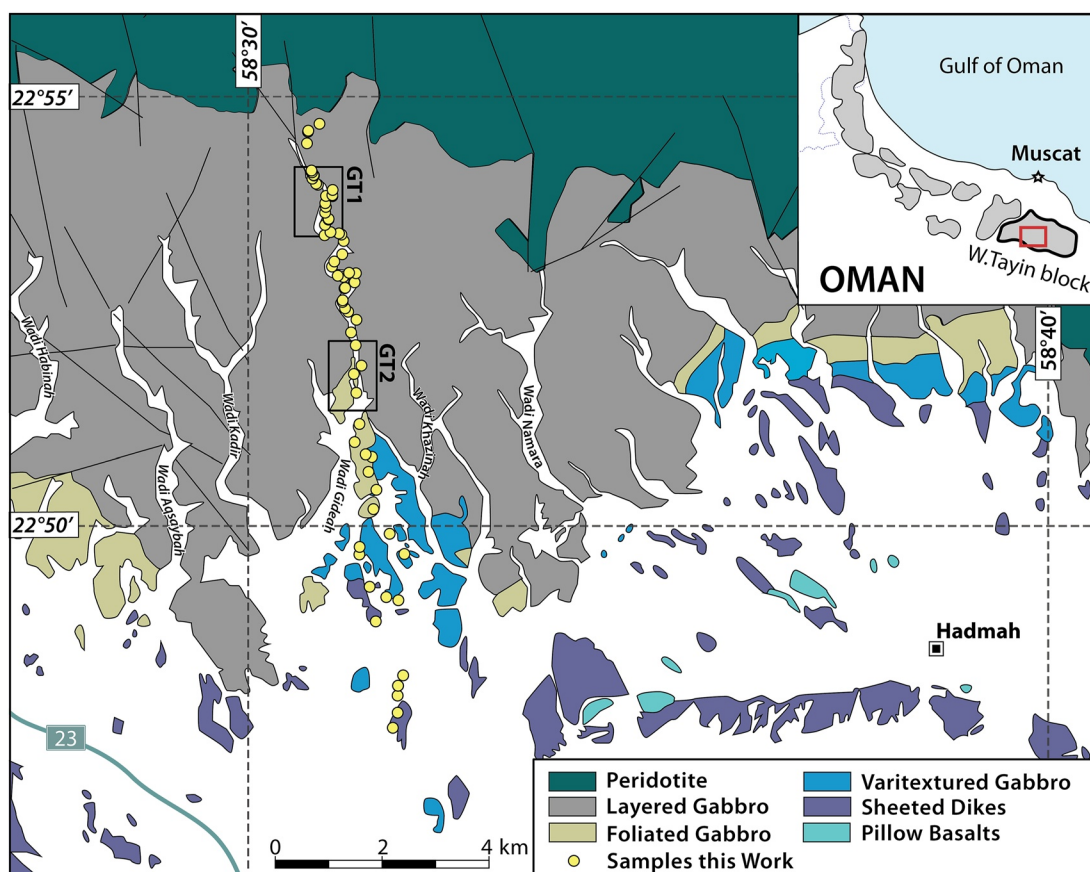 58°30'
22°55'
Gulf of Oman
Muscat
W.Tayin block
OMAN
GT1
58°40'
GT2
Wadi Habinah
Wadi Kadir
Wadi Khazinah
Wadi Namara
Wadi Aqsaybah
Wadi Gideah
22°50'
Hadmah
23
0 2 4 km
Peridotite
Layered Gabbro
Foliated Gabbro
Samples this Work
Varitextured Gabbro
Sheeted Dikes
Pillow Basalts